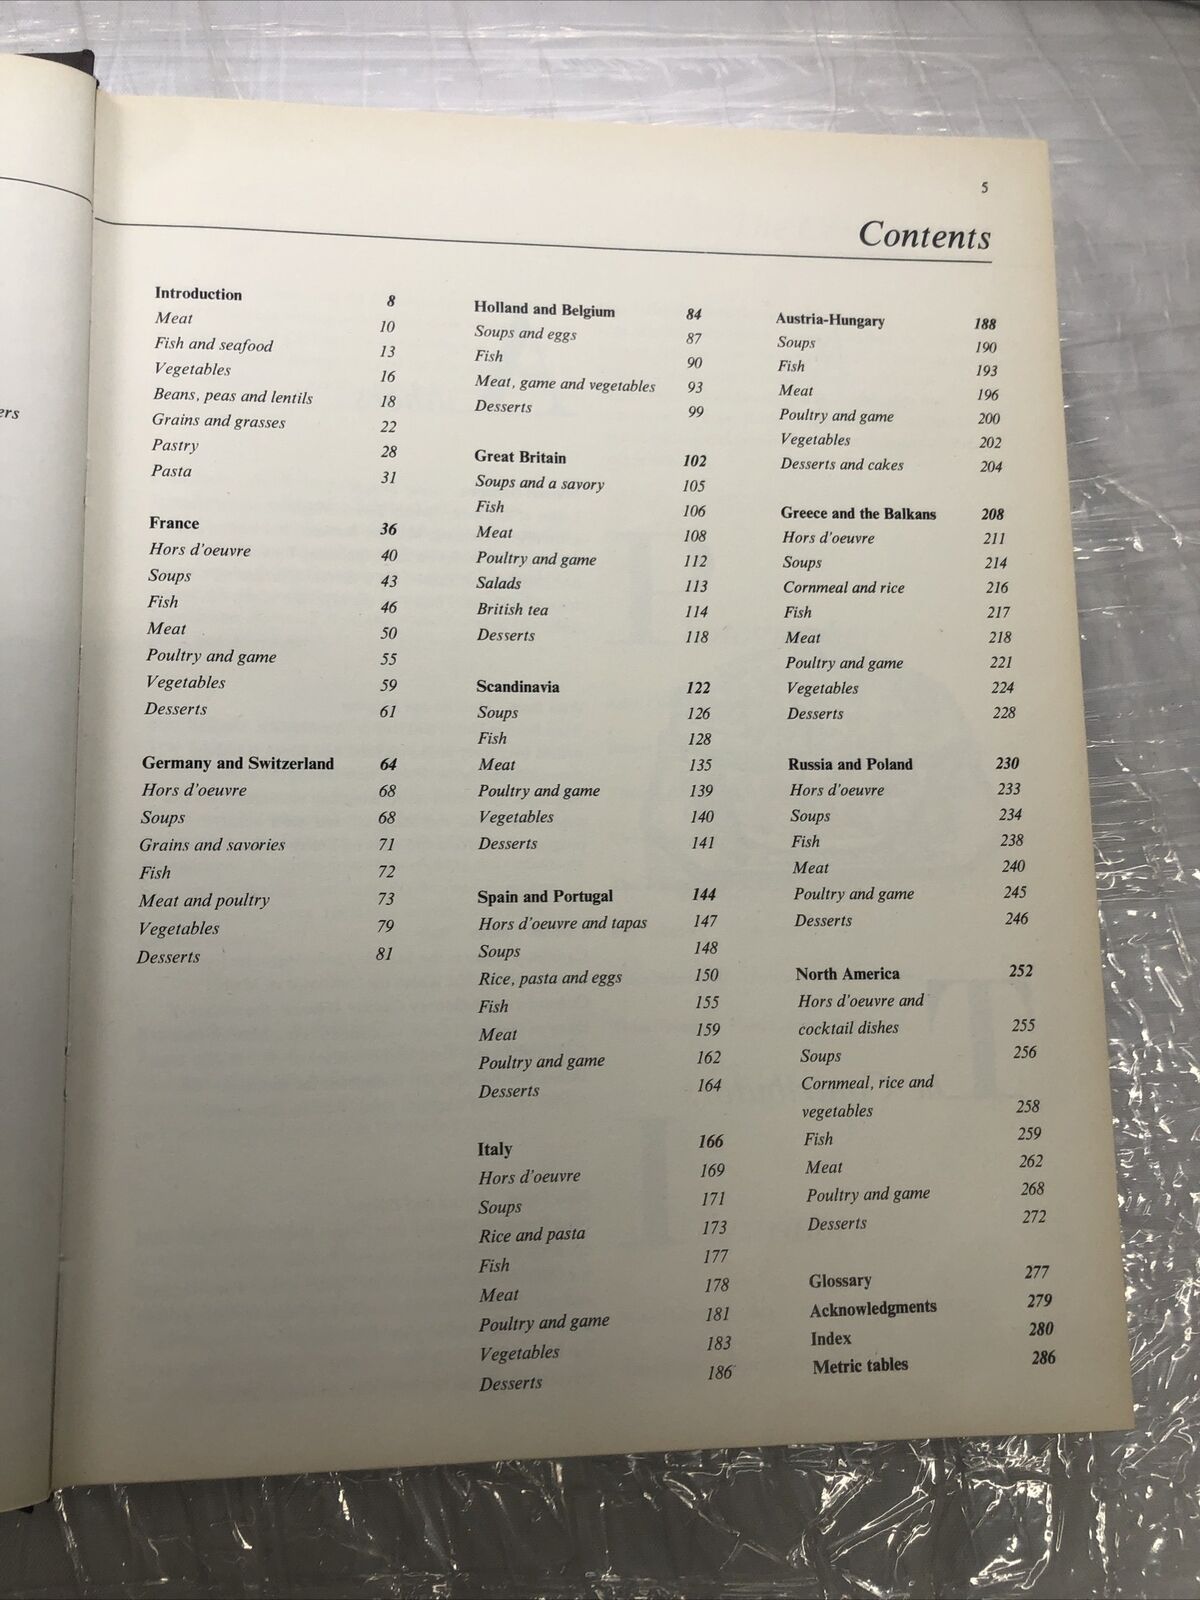 ers
5
Contents
Introduction 8
Meat 10
Fish and seafood 13
Vegetables 16
Beans, peas and lentils 18
Grains and grasses 22
Pastry 28
Pasta 31
France 36
Hors d'oeuvre 40
Soups 43
Fish 46
Meat 50
Poultry and game 55
Vegetables 59
Desserts 61
Germany and Switzerland 64
Hors d'oeuvre 68
Soups 68
Grains and savories 71
Fish 72
Meat and poultry 73
Vegetables 79
Desserts 81
Holland and Belgium 84
Soups and eggs 87
Fish 90
Meat, game and vegetables 93
Desserts 99
Great Britain 102
Soups and a savory 105
Fish 106
Meat 108
Poultry and game 112
Salads 113
British tea 114
Desserts 118
Scandinavia 122
Soups 126
Fish 128
Meat 135
Poultry and game 139
Vegetables 140
Desserts 141
Spain and Portugal 144
Hors d'oeuvre and tapas 147
Soups 148
Rice, pasta and eggs 150
Fish 155
Meat 159
Poultry and game 162
Desserts 164
Italy 166
Hors d'oeuvre 169
Soups 171
Rice and pasta 173
Fish 177
Meat 178
Poultry and game 181
Vegetables 183
Desserts 186
Austria-Hungary 188
Soups 190
Fish 193
Meat 196
Poultry and game 200
Vegetables 202
Desserts and cakes 204
Greece and the Balkans 208
Hors d'oeuvre 211
Soups 214
Cornmeal and rice 216
Fish 217
Meat 218
Poultry and game 221
Vegetables 224
Desserts 228
Russia and Poland 230
Hors d'oeuvre 233
Soups 234
Fish 238
Meat 240
Poultry and game 245
Desserts 246
North America 252
Hors d'oeuvre and
cocktail dishes 255
Soups 256
Cornmeal, rice and
vegetables 258
Fish 259
Meat 262
Poultry and game 268
Desserts 272
Glossary 277
Acknowledgments 279
Index 280
Metric tables 286